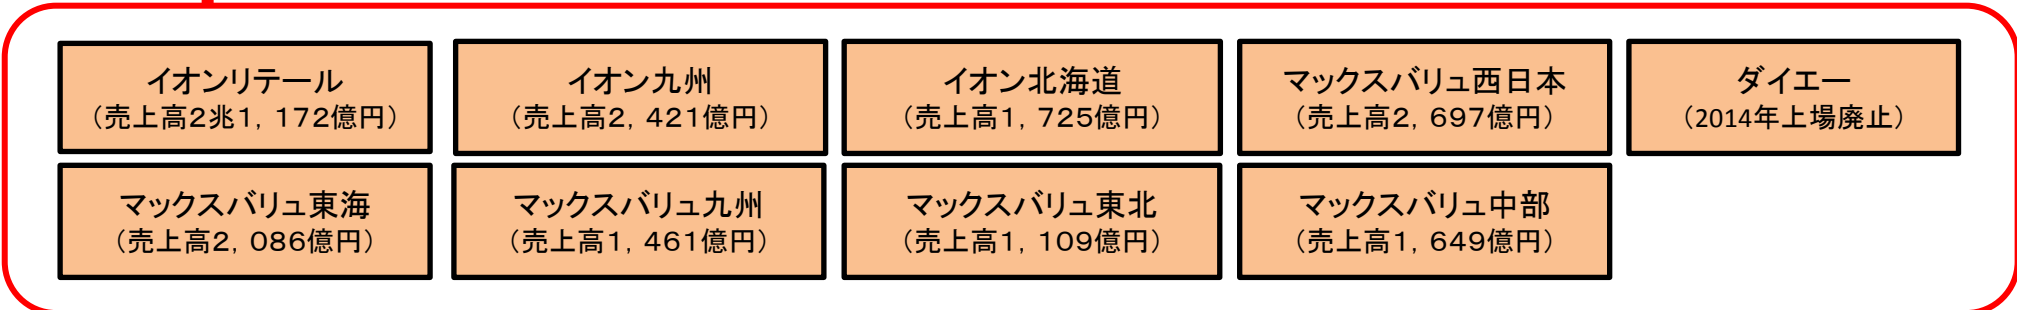 イオンリテール
（売上高２兆１，１７２億円）
イオン九州
（売上高２，４２１億円）
イオン北海道
（売上高１，７２５億円）
マックスバリュ西日本
（売上高２，６９７億円）
ダイエー
（2014年上場廃止）
マックスバリュ東海
（売上高２，０８６億円）
マックスバリュ九州
（売上高１，４６１億円）
マックスバリュ東北
（売上高１，１０９億円）
マックスバリュ中部
（売上高１，６４９億円）